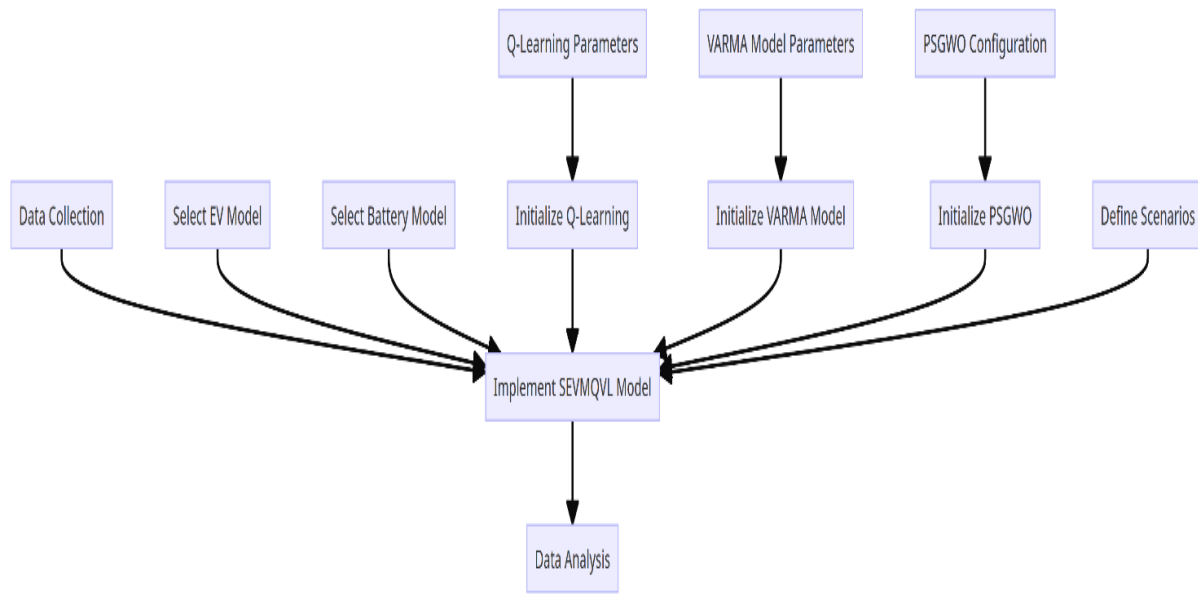 Q-Learning Parameters
VARMA Model Parameters
PSGWO Configuration
Data Collection
Select EV Model
Select Battery Model
Initialize Q-Learning
Initialize VARMA Model
Initialize PSGWO
Define Scenarios
Implement SEVMQVL Model
Data Analysis